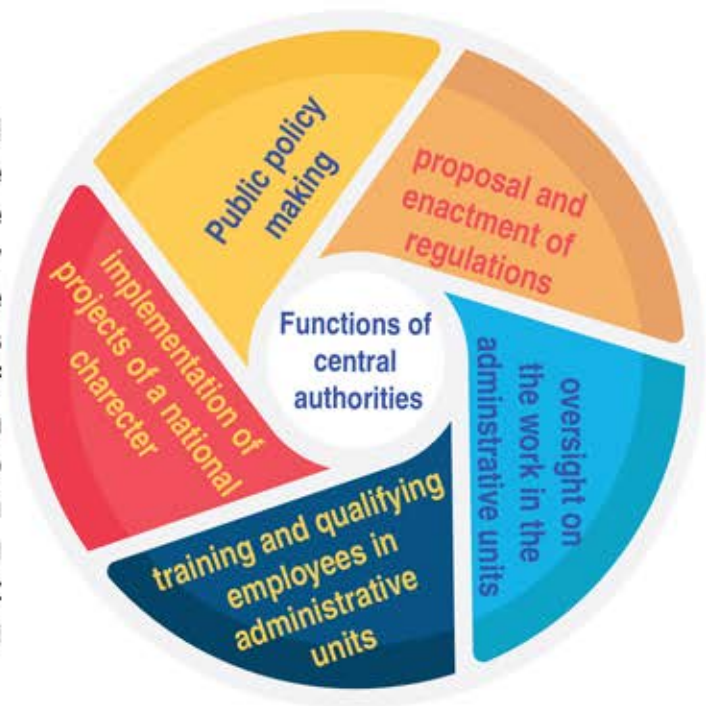 Functions of
central
authorities
Public policy
making
proposal and
enactment of
regulations
oversight on
the work in the
adminstrative units
training and qualifying
employees in
administrative
units
implementation of
projects of a national
charecter